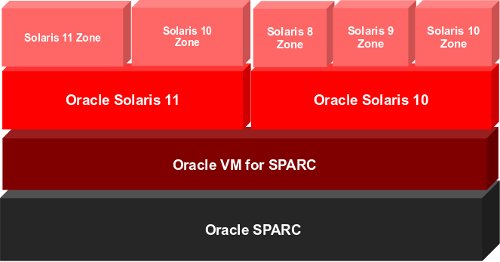 Solaris 11 Zone
Solaris 10
Zone
Solaris 8
Zone
Solaris 9
Zone
Solaris 10
Zone
Oracle Solaris 11
Oracle Solaris 10
Oracle VM for SPARC
Oracle SPARC